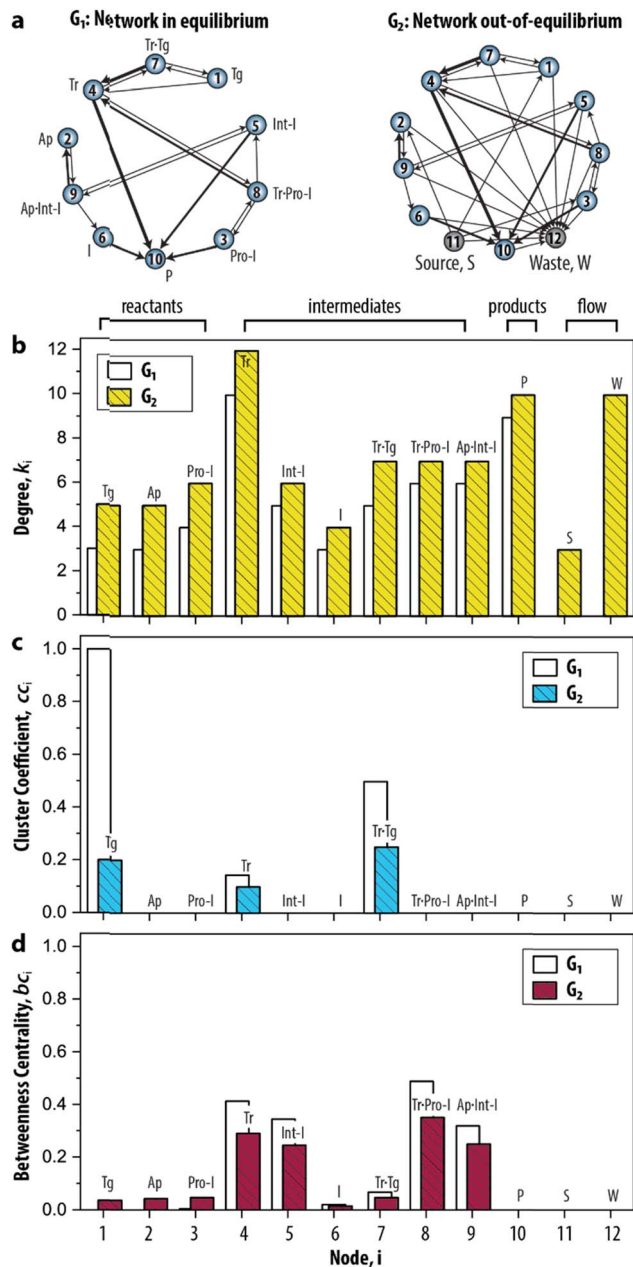 a
G₁: Network in equilibrium
G₂: Network out-of-equilibrium
Tr·Tg
7
1
Tg
Tr
4
Ap
2
5
Int-I
9
Ap·Int-I
8
Tr·Pro-I
6
I
3
Pro-I
10
P
7
1
4
5
2
8
9
3
6
11
12
10
Source, S
Waste, W
reactants
intermediates
products
flow
b
G₁
G₂
Degree, kᵢ
12
10
8
6
4
2
0
Tg
Ap
Pro-I
Tr
Int-I
I
Tr·Tg
Tr·Pro-I
Ap·Int-I
P
S
W
c
G₁
G₂
Cluster Coefficient, ccᵢ
1.0
0.8
0.6
0.4
0.2
0.0
Tg
Ap
Pro-I
Tr
Int-I
I
Tr·Tg
Tr·Pro-I
Ap·Int-I
P
S
W
d
G₁
G₂
Betweenness Centrality, bcᵢ
1.0
0.8
0.6
0.4
0.2
0.0
Tg
Ap
Pro-I
Tr
Int-I
I
Tr·Tg
Tr·Pro-I
Ap·Int-I
P
S
W
1 2 3 4 5 6 7 8 9 10 11 12
Node, i